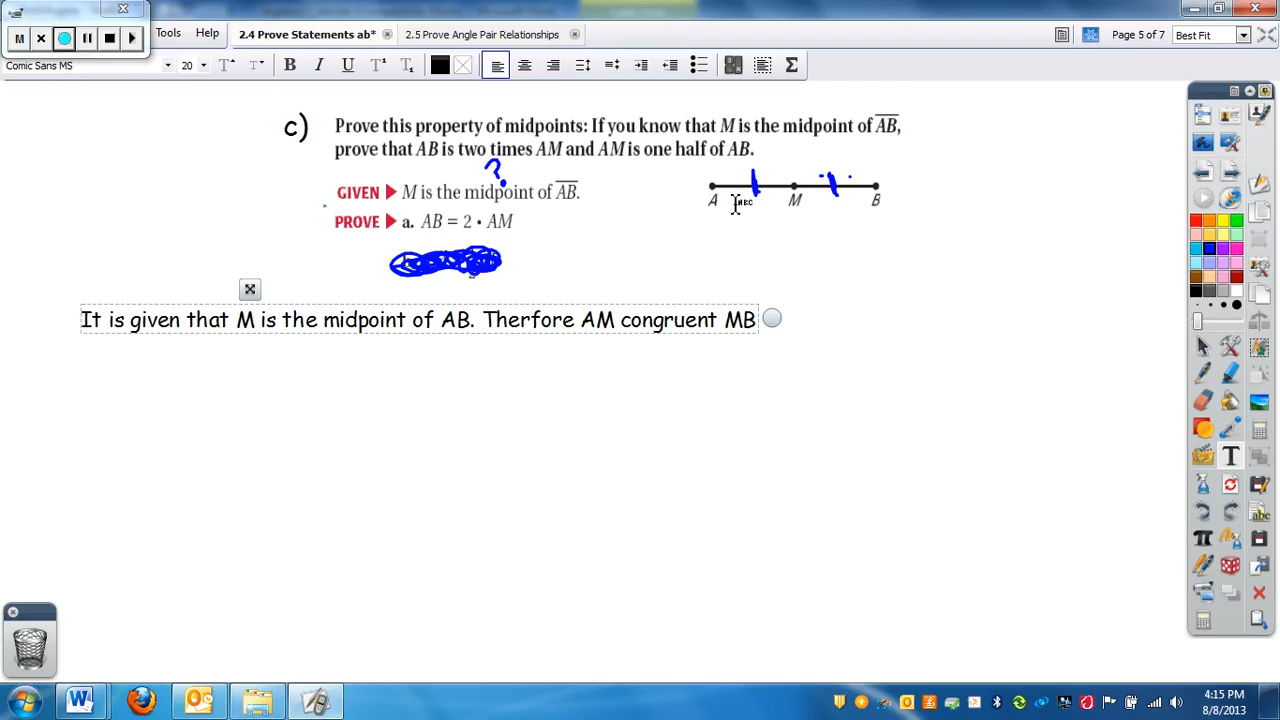 Tools Help 2.4 Prove Statements ab* 2.5 Prove Angle Pair Relationships Page 5 of 7 Best Fit
Comic Sans MS 20 B I U
c) Prove this property of midpoints: If you know that M is the midpoint of AB,
prove that AB is two times AM and AM is one half of AB.
?
GIVEN M is the midpoint of AB.
A M B
PROVE a. AB = 2 • AM
It is given that M is the midpoint of AB. Therfore AM congruent MB
4:15 PM
8/8/2013